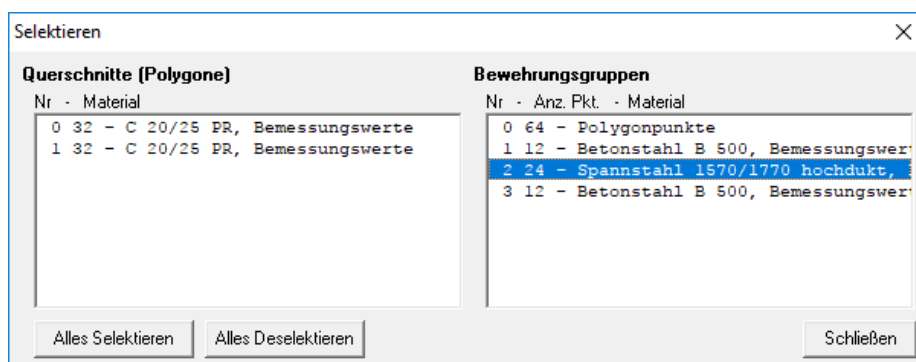 Selektieren
Querschnitte (Polygone)
Nr - Material
0 32 - C 20/25 PR, Bemessungswerte
1 32 - C 20/25 PR, Bemessungswerte
Bewehrungsgruppen
Nr - Anz. Pkt. - Material
0 64 - Polygonpunkte
1 12 - Betonstahl B 500, Bemessungswert
2 24 - Spannstahl 1570/1770 hochdukt,
3 12 - Betonstahl B 500, Bemessungswert
Alles Selektieren
Alles Deselektieren
Schließen